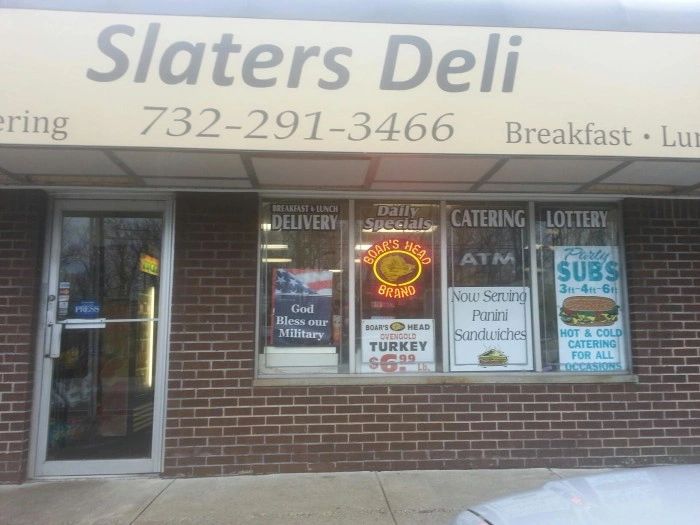 Slaters Deli
ering
732-291-3466
Breakfast • Lun
BREAKFAST & LUNCH
DELIVERY
Daily
Specials
CATERING
LOTTERY
BOAR'S HEAD
BRAND
ATM
Party
SUBS
3ft-4ft-6ft
HOT & COLD
CATERING
FOR ALL
OCCASIONS
God
Bless our
Military
BOAR'S HEAD
OVENGOLD
TURKEY
$6.99 LB.
Now Serving
Panini
Sandwiches
PRESS